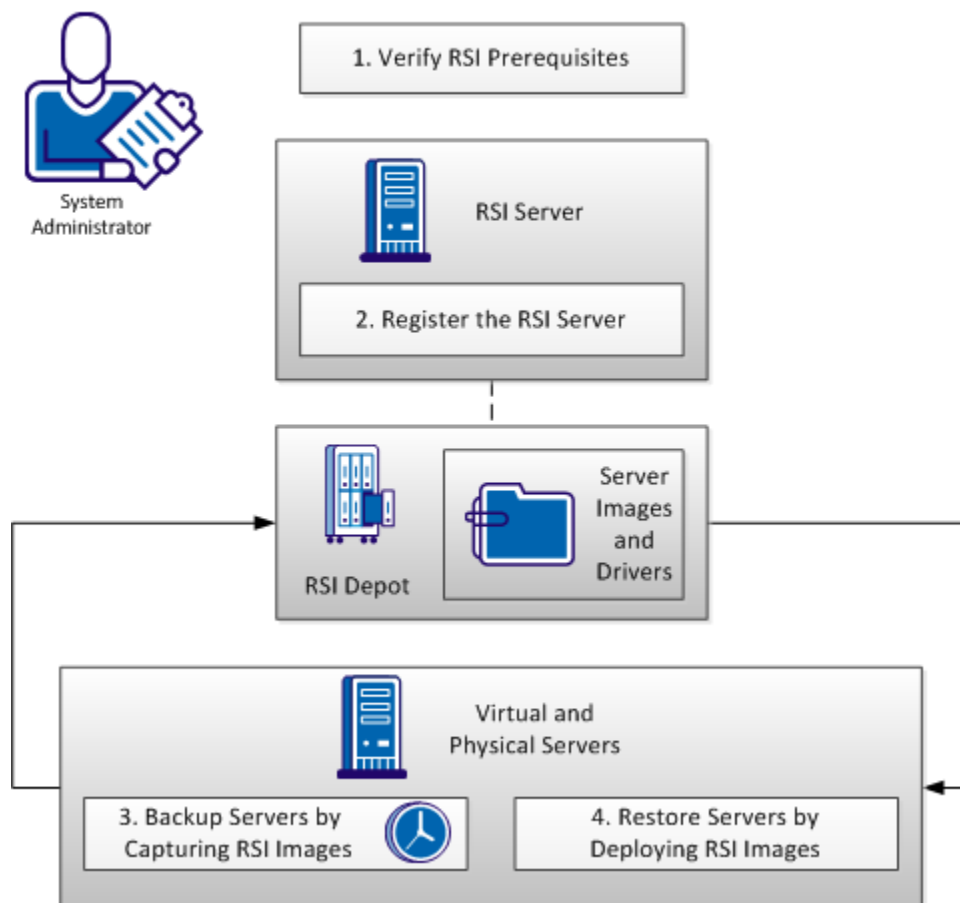 1. Verify RSI Prerequisites
System
Administrator
RSI Server
2. Register the RSI Server
RSI Depot
Server
Images
and
Drivers
Virtual and
Physical Servers
3. Backup Servers by
Capturing RSI Images
4. Restore Servers by
Deploying RSI Images